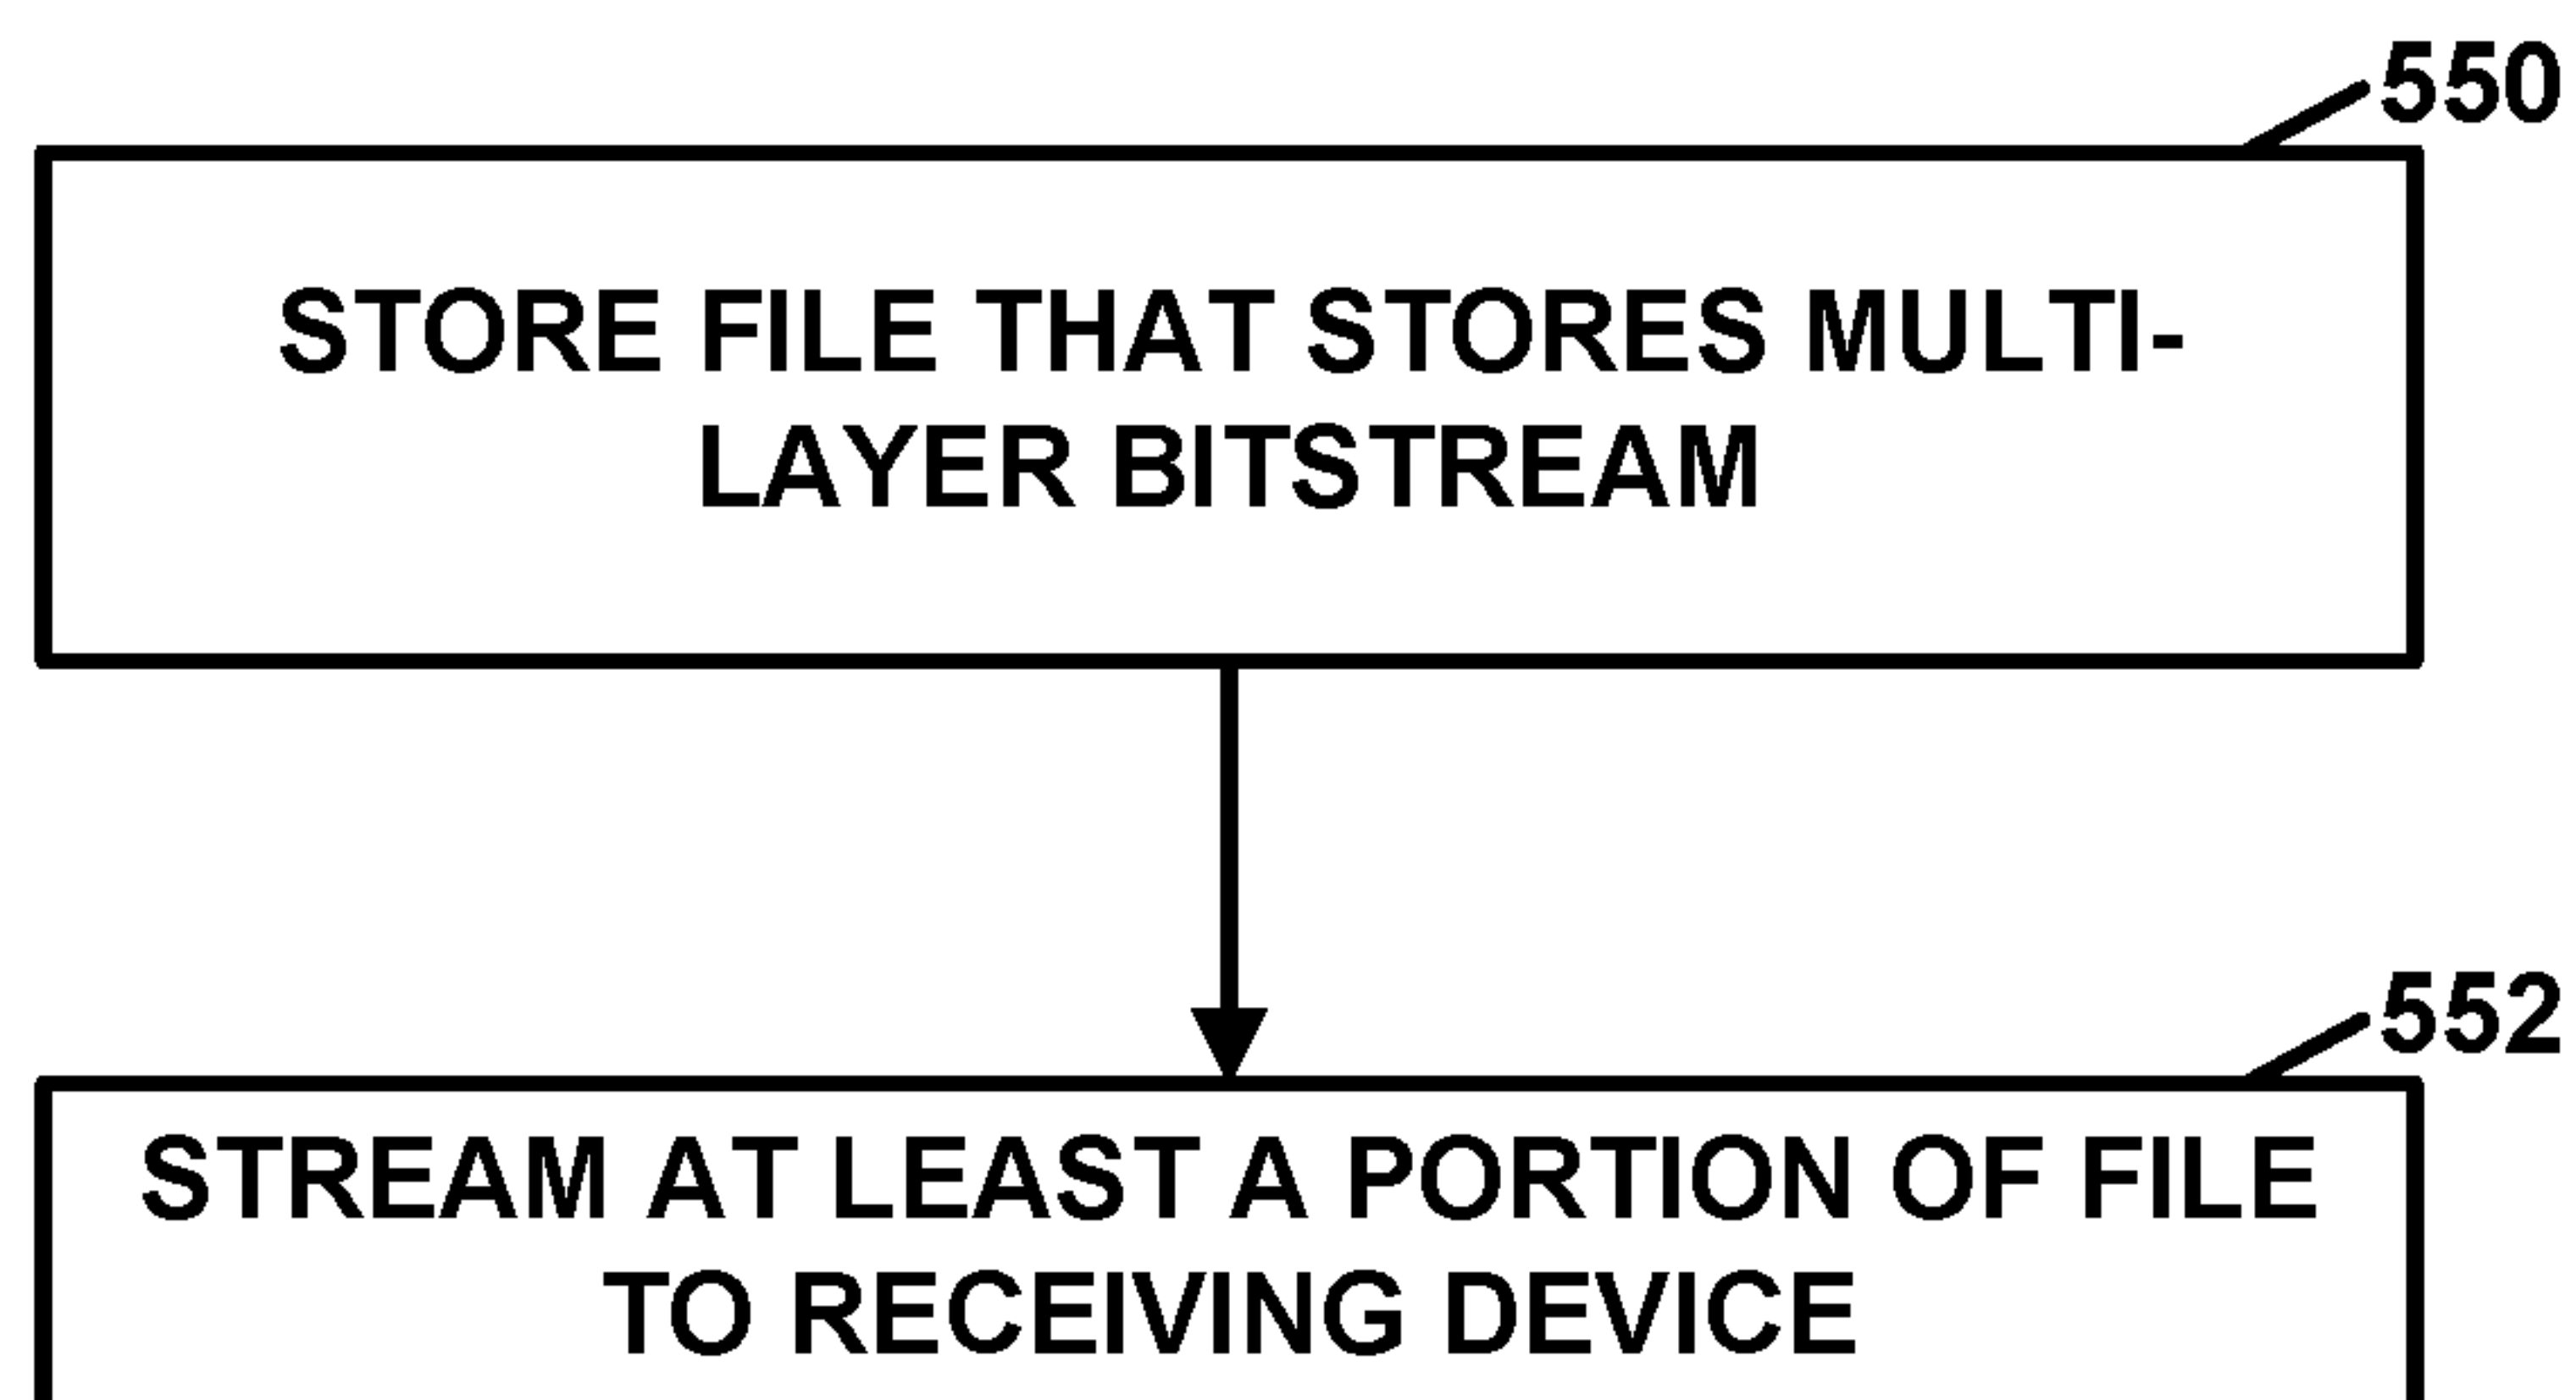 550
STORE FILE THAT STORES MULTI-
LAYER BITSTREAM
552
STREAM AT LEAST A PORTION OF FILE
TO RECEIVING DEVICE